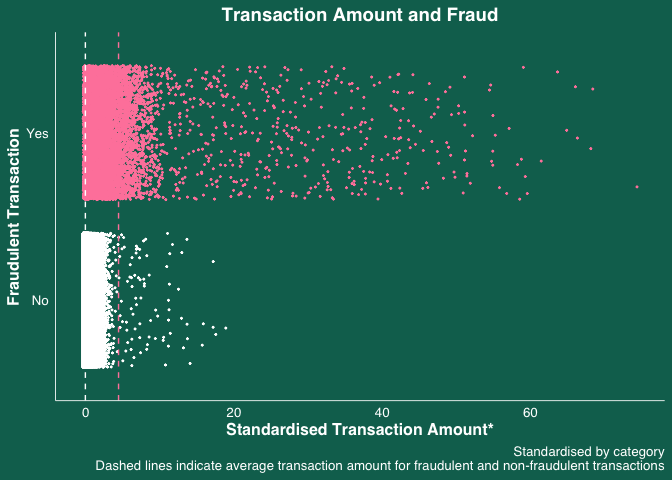 Transaction Amount and Fraud
Fraudulent Transaction
Yes
No
0 20 40 60
Standardised Transaction Amount*
Standardised by category
Dashed lines indicate average transaction amount for fraudulent and non-fraudulent transactions